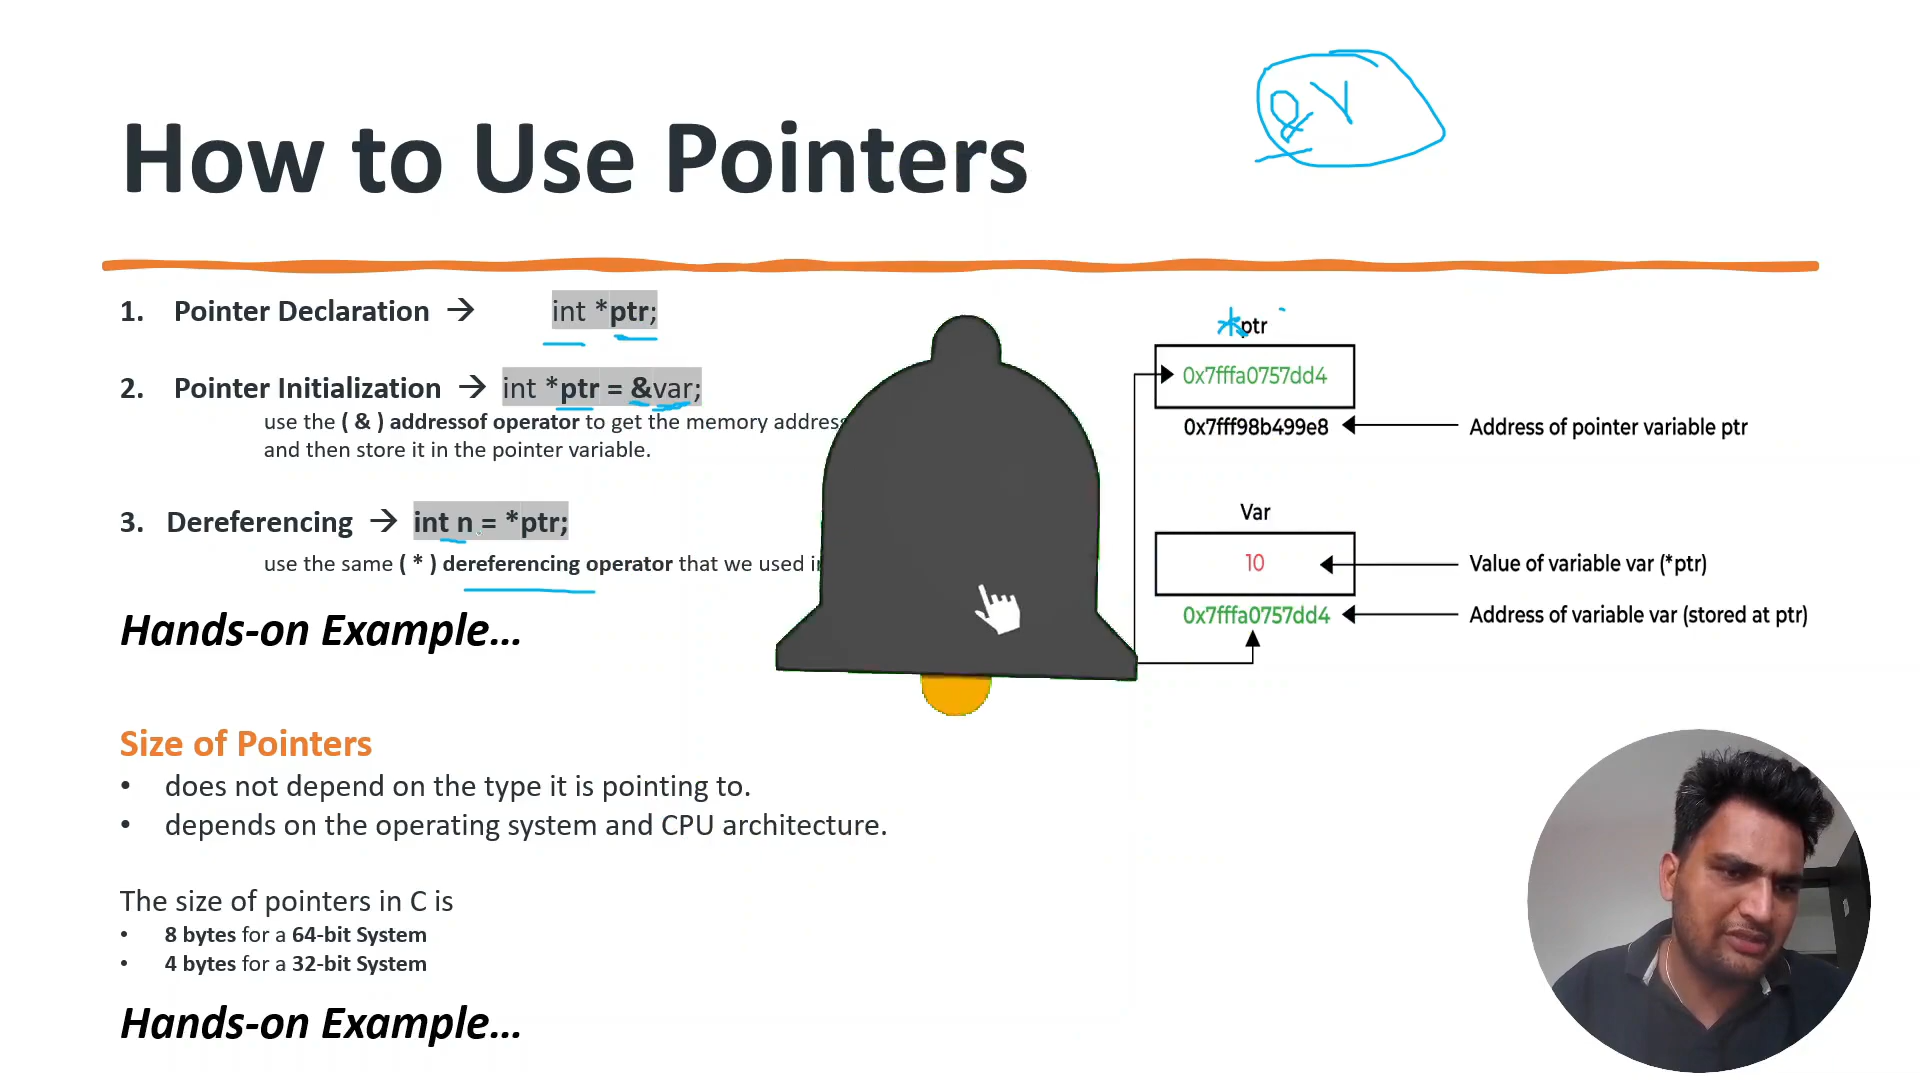 &V
How to Use Pointers
1. Pointer Declaration → int *ptr;
2. Pointer Initialization → int *ptr = &var;
use the ( & ) addressof operator to get the memory address
and then store it in the pointer variable.
3. Dereferencing → int n = *ptr;
use the same ( * ) dereferencing operator that we used
Hands-on Example...
Size of Pointers
• does not depend on the type it is pointing to.
• depends on the operating system and CPU architecture.
The size of pointers in C is
• 8 bytes for a 64-bit System
• 4 bytes for a 32-bit System
Hands-on Example...
*ptr
0x7fffa0757dd4
0x7fff98b499e8 Address of pointer variable ptr
Var
10 Value of variable var (*ptr)
0x7fffa0757dd4 Address of variable var (stored at ptr)